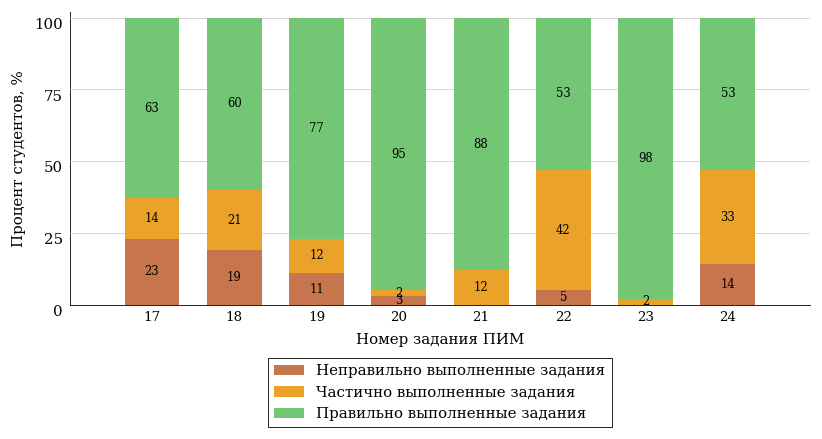 Процент студентов, %
100
75
50
25
0
63 60 77 95 88 53 98 53
14 21 12 2 12 42 2 33
23 19 11 3 5 14
17 18 19 20 21 22 23 24
Номер задания ПИМ
Неправильно выполненные задания
Частично выполненные задания
Правильно выполненные задания